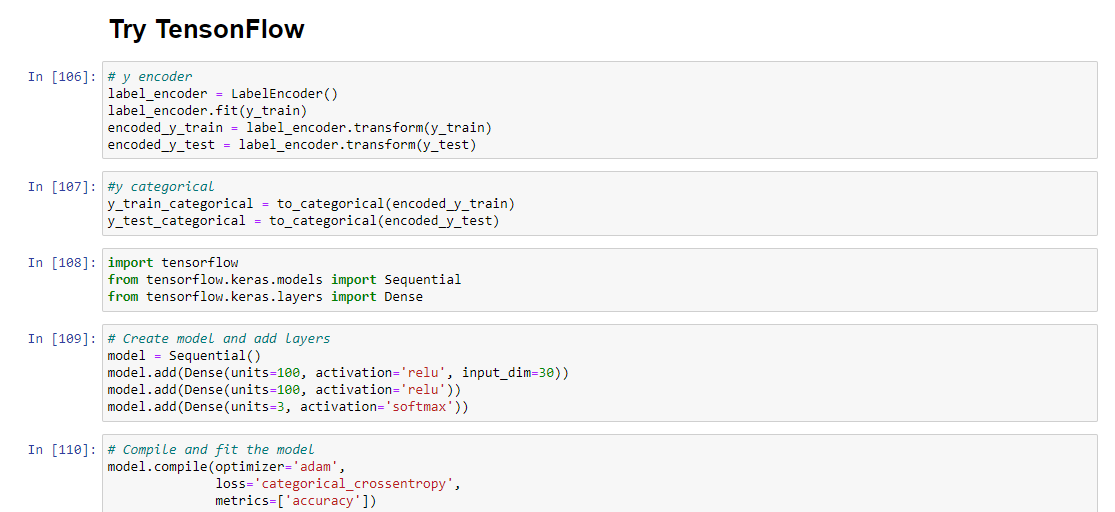 Try TensonFlow
In [106]: # y encoder
label_encoder = LabelEncoder()
label_encoder.fit(y_train)
encoded_y_train = label_encoder.transform(y_train)
encoded_y_test = label_encoder.transform(y_test)
In [107]: #y categorical
y_train_categorical = to_categorical(encoded_y_train)
y_test_categorical = to_categorical(encoded_y_test)
In [108]: import tensorflow
from tensorflow.keras.models import Sequential
from tensorflow.keras.layers import Dense
In [109]: # Create model and add layers
model = Sequential()
model.add(Dense(units=100, activation='relu', input_dim=30))
model.add(Dense(units=100, activation='relu'))
model.add(Dense(units=3, activation='softmax'))
In [110]: # Compile and fit the model
model.compile(optimizer='adam',
loss='categorical_crossentropy',
metrics=['accuracy'])